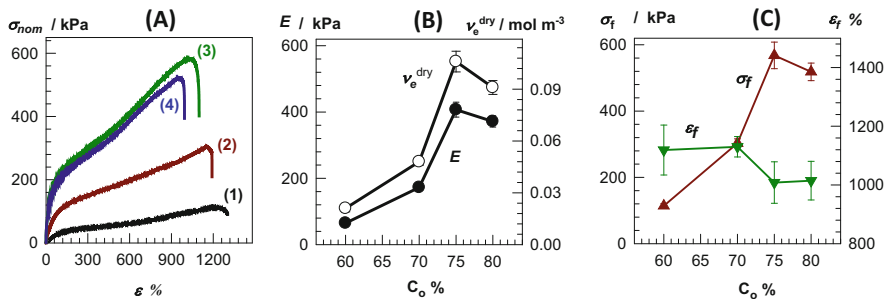 σnom / kPa (A)
600
400
200
0
0 300 600 900 1200
ε %
(1)
(2)
(3)
(4)
E / kPa (B) νe^dry / mol m-3
600
400
200
0
60 65 70 75 80
Co %
0.09
0.06
0.03
0.00
νe^dry
E
σf / kPa (C) εf %
600
400
200
0
60 65 70 75 80
Co %
1400
1200
1000
800
σf
εf